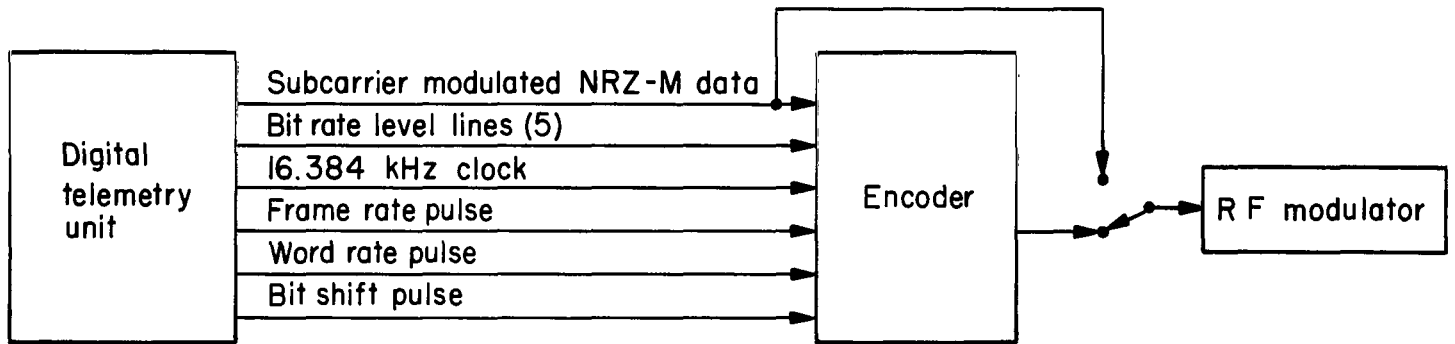 Subcarrier modulated NRZ-M data
Bit rate level lines (5)
16.384 kHz clock
Frame rate pulse
Word rate pulse
Bit shift pulse
Digital
telemetry
unit
Encoder
RF modulator